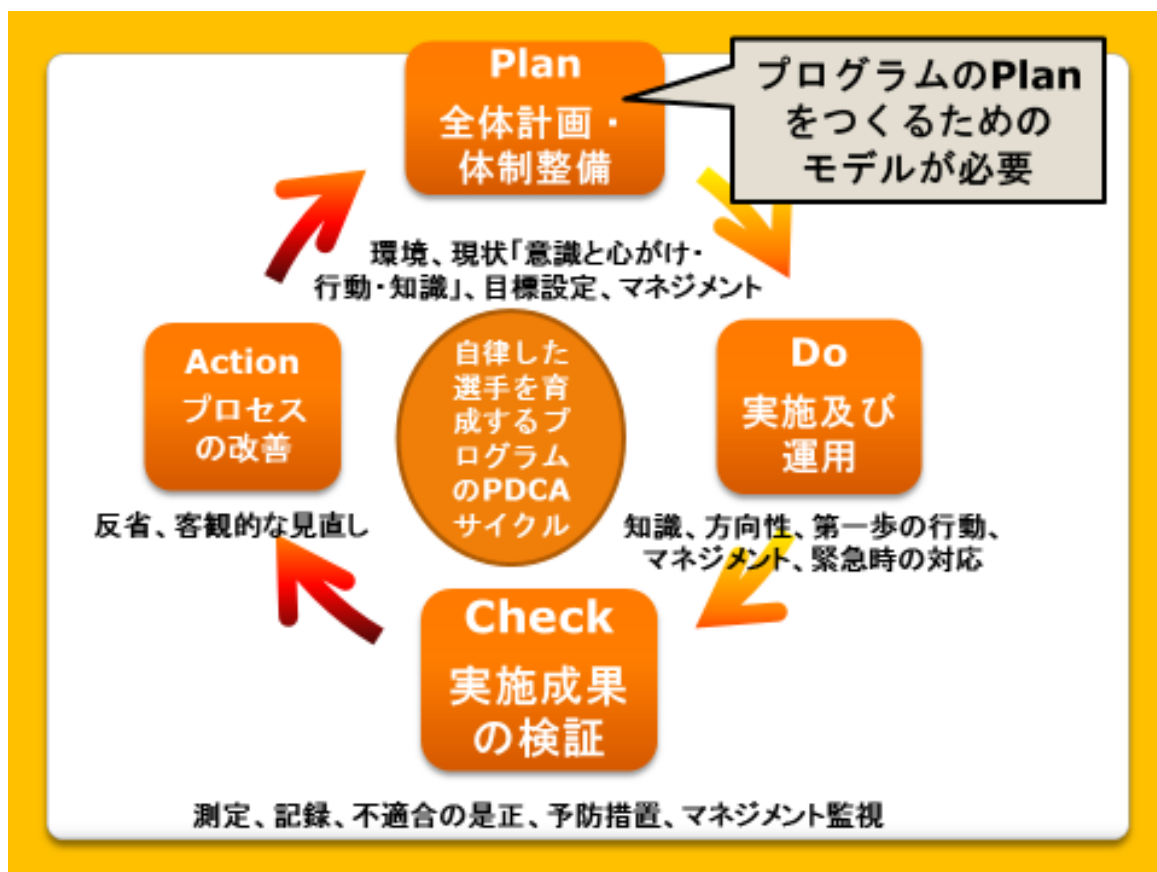 Plan
全体計画・
体制整備
プログラムのPlan
をつくるための
モデルが必要
環境、現状「意識と心がけ・
行動・知識」、目標設定、マネジメント
Action
プロセス
の改善
反省、客観的な見直し
自律した
選手を育
成するプ
ログラム
のPDCA
サイクル
Do
実施及び
運用
知識、方向性、第一歩の行動、
マネジメント、緊急時の対応
Check
実施成果
の検証
測定、記録、不適合の是正、予防措置、マネジメント監視